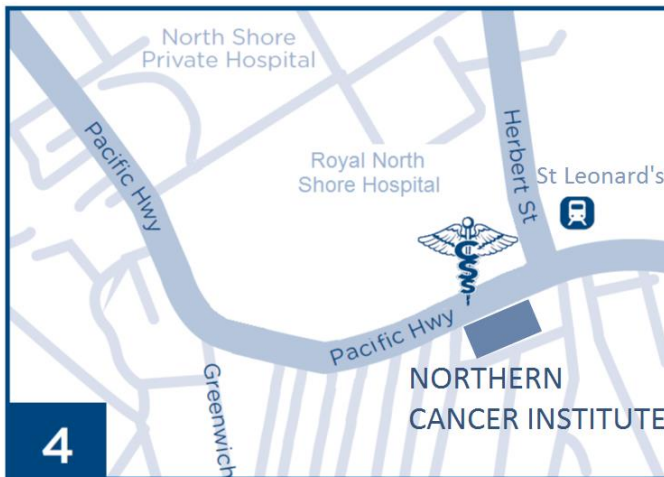 North Shore
Private Hospital
Pacific Hwy
Royal North
Shore Hospital
Herbert St
St Leonard's
CSS
Pacific Hwy
Greenwich
NORTHERN
CANCER INSTITUTE
4